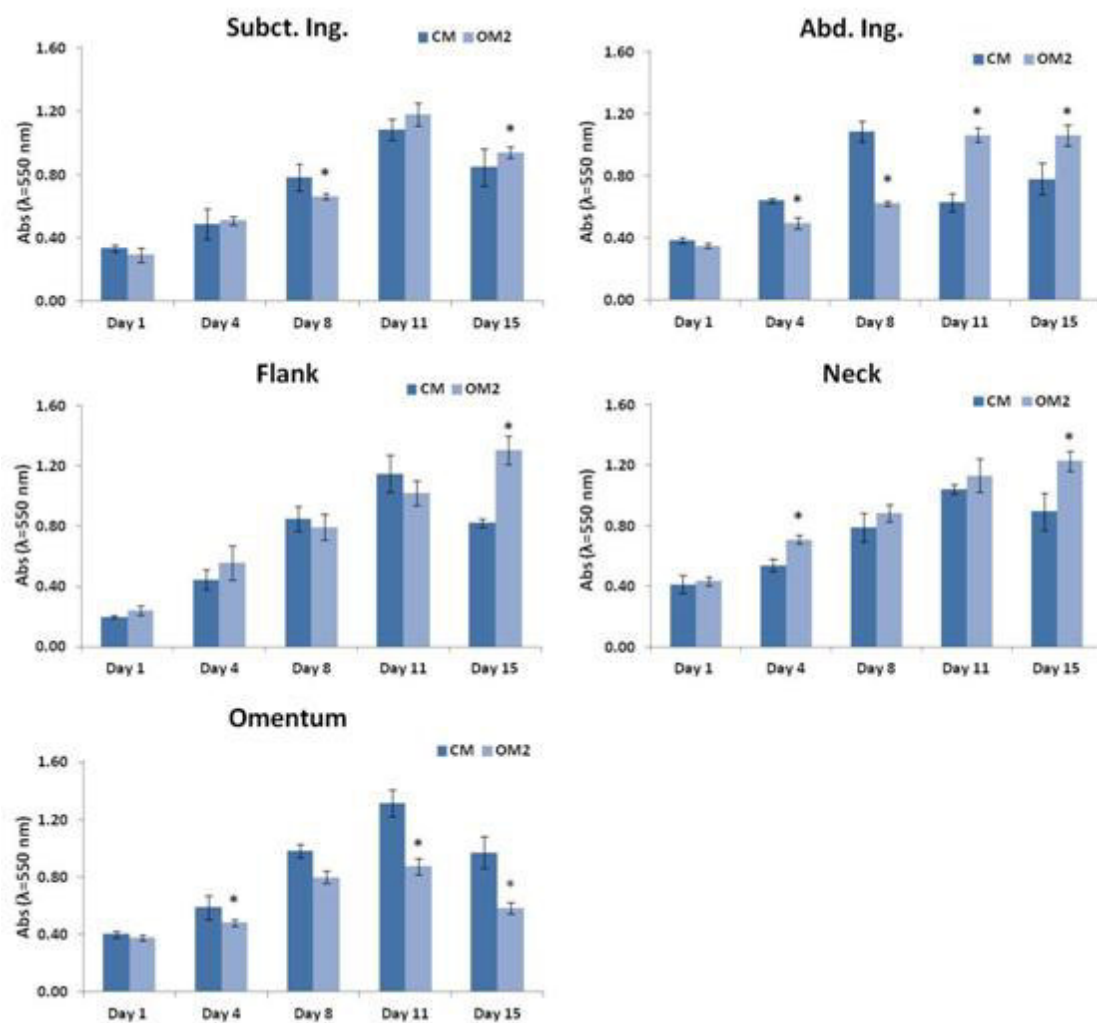 Subct. Ing.
CM OM2
Abs (λ=550 nm)
1.60
1.20
0.80
0.40
0.00
*
*
Day 1 Day 4 Day 8 Day 11 Day 15
Abd. Ing.
CM OM2
Abs (λ=550 nm)
1.60
1.20
0.80
0.40
0.00
*
*
*
*
Day 1 Day 4 Day 8 Day 11 Day 15
Flank
CM OM2
Abs (λ=550 nm)
1.60
1.20
0.80
0.40
0.00
*
Day 1 Day 4 Day 8 Day 11 Day 15
Neck
CM OM2
Abs (λ=550 nm)
1.60
1.20
0.80
0.40
0.00
*
*
Day 1 Day 4 Day 8 Day 11 Day 15
Omentum
CM OM2
Abs (λ=550 nm)
1.60
1.20
0.80
0.40
0.00
*
*
*
Day 1 Day 4 Day 8 Day 11 Day 15